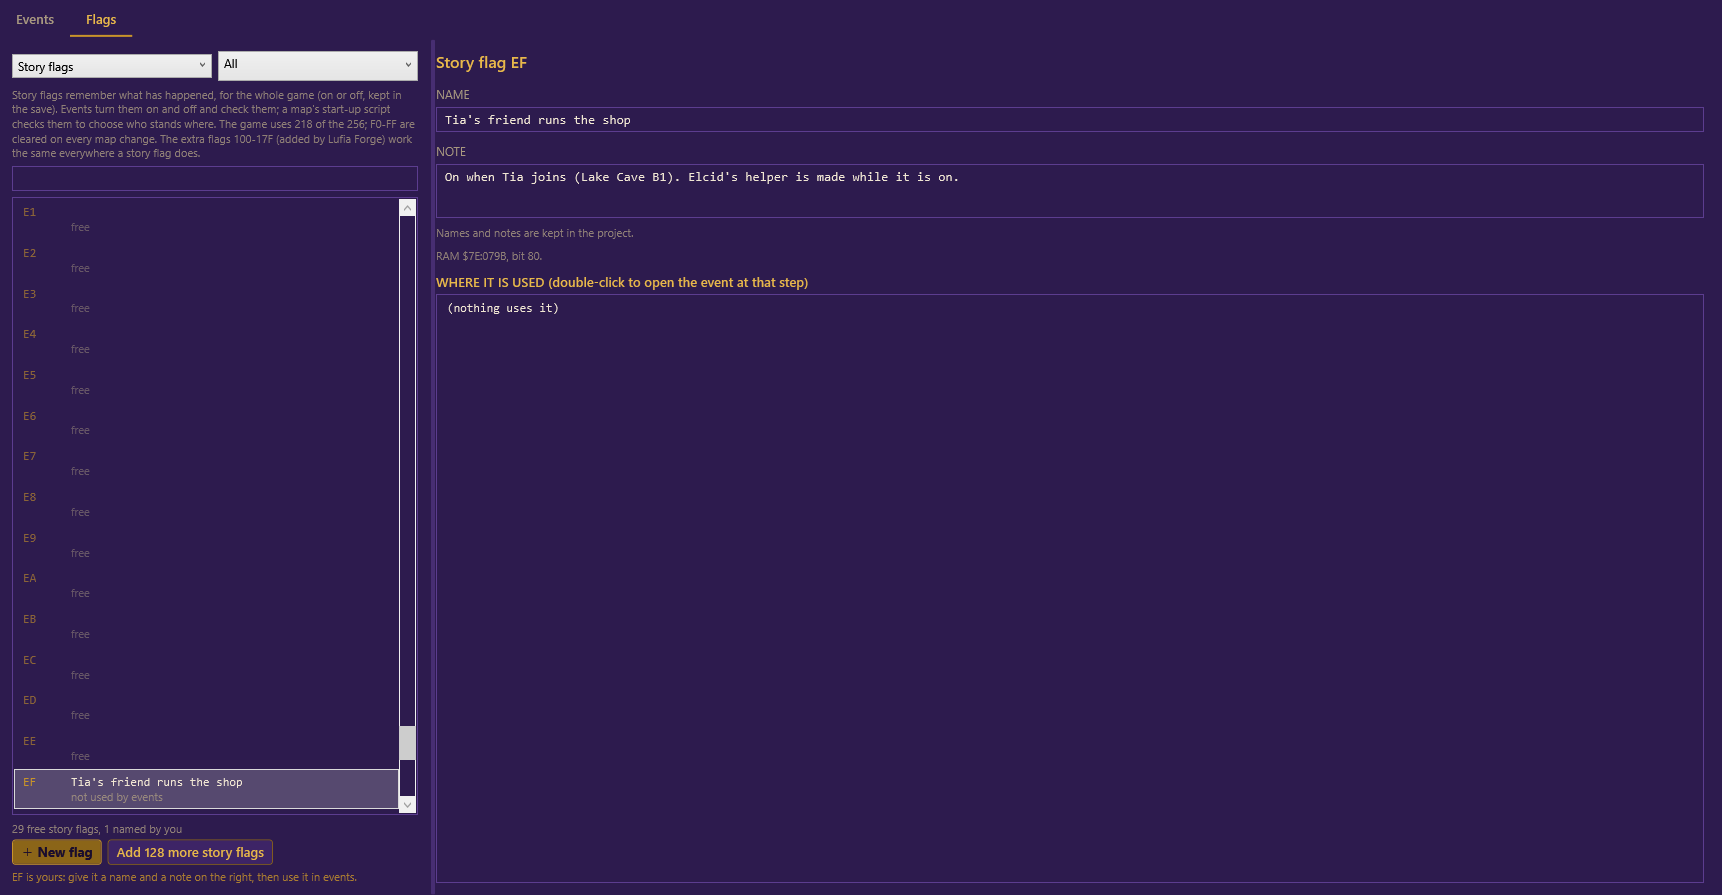 Events
Flags
Story flags
All
Story flags remember what has happened, for the whole game (on or off, kept in
the save). Events turn them on and off and check them; a map's start-up script
checks them to choose who stands where. The game uses 218 of the 256; F0-FF are
cleared on every map change. The extra flags 100-17F (added by Lufia Forge) work
the same everywhere a story flag does.
E1
free
E2
free
E3
free
E4
free
E5
free
E6
free
E7
free
E8
free
E9
free
EA
free
EB
free
EC
free
ED
free
EE
free
EF Tia's friend runs the shop
not used by events
29 free story flags, 1 named by you
+ New flag
Add 128 more story flags
EF is yours: give it a name and a note on the right, then use it in events.
Story flag EF
NAME
Tia's friend runs the shop
NOTE
On when Tia joins (Lake Cave B1). Elcid's helper is made while it is on.
Names and notes are kept in the project.
RAM $7E:079B, bit 80.
WHERE IT IS USED (double-click to open the event at that step)
(nothing uses it)